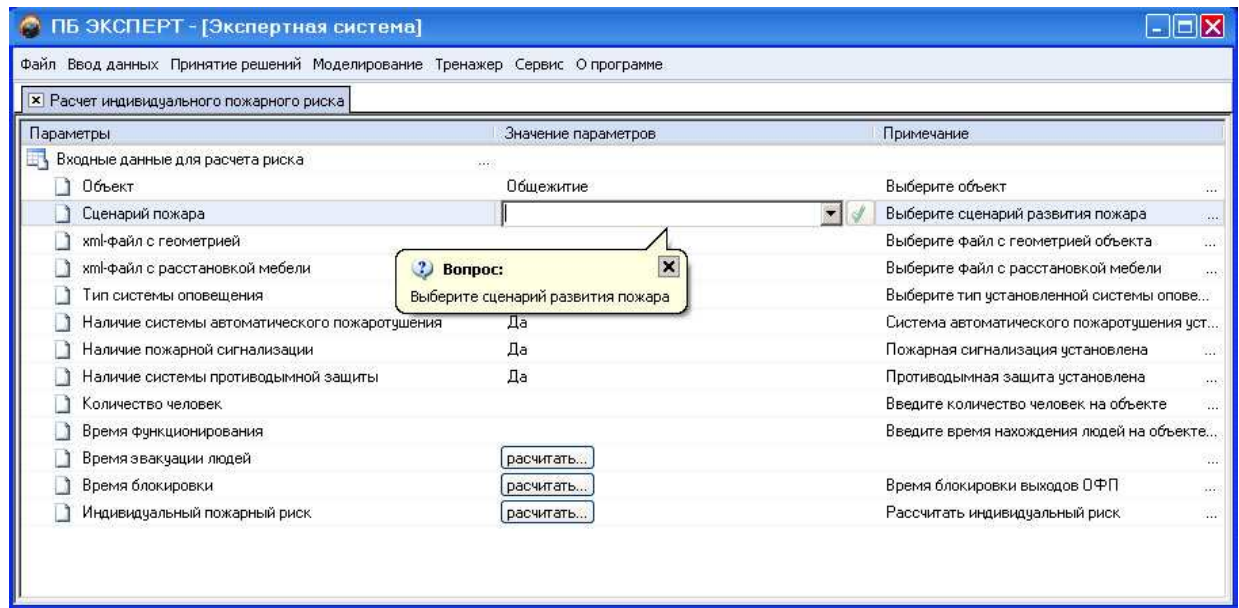 ПБ ЭКСПЕРТ - [Экспертная система]
Файл Ввод данных Принятие решений Моделирование Тренажер Сервис О программе
Расчет индивидуального пожарного риска
Параметры Значение параметров Примечание
Входные данные для расчета риска ...
Объект Общежитие Выберите объект ...
Сценарий пожара Выберите сценарий развития пожара ...
xml-файл с геометрией Выберите файл с геометрией объекта ...
xml-файл с расстановкой мебели Выберите файл с расстановкой мебели ...
Вопрос:
Выберите сценарий развития пожара
Тип системы оповещения Выберите тип установленной системы опове...
Наличие системы автоматического пожаротушения Да Система автоматического пожаротушения уст...
Наличие пожарной сигнализации Да Пожарная сигнализация установлена ...
Наличие системы противодымной защиты Да Противодымная защита установлена ...
Количество человек Введите количество человек на объекте ...
Время функционирования Введите время нахождения людей на объекте...
Время эвакуации людей расчитать... ...
Время блокировки расчитать... Время блокировки выходов ОФП ...
Индивидуальный пожарный риск расчитать... Рассчитать индивидуальный риск ...